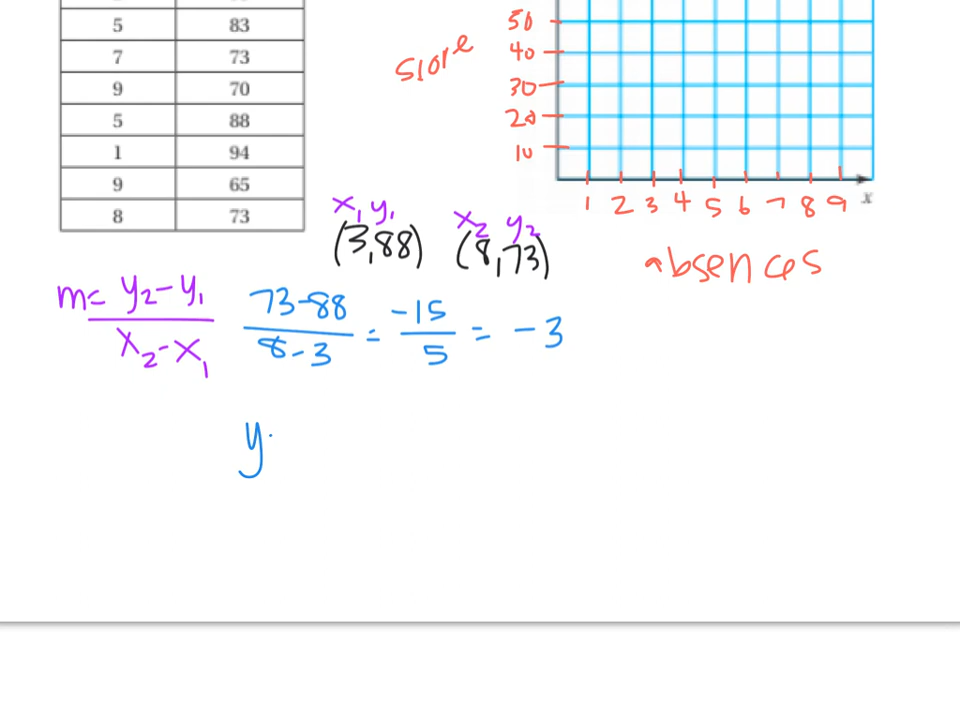 5 83
7 73
9 70
5 88
1 94
9 65
8 73
50
40
30
20
10
score
1 2 3 4 5 6 7 8 9 x
absences
x1 y1 x2 y2
(3,88) (8,73)
m= y2-y1 / x2-x1 73-88 / 8-3 = -15 / 5 = -3
y